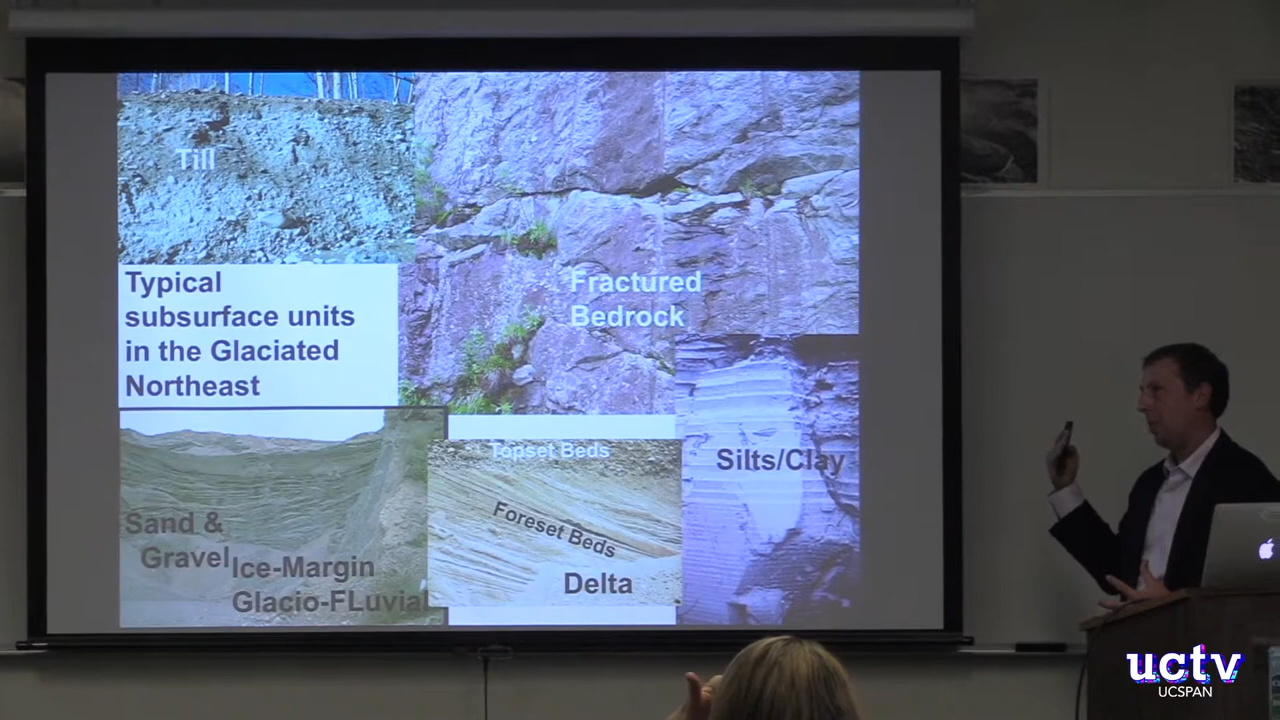 Till
Typical
subsurface units
in the Glaciated
Northeast
Fractured
Bedrock
Sand &
Gravel
Ice-Margin
Glacio-FLuvial
Topset Beds
Foreset Beds
Delta
Silts/Clay
uctv
UCSPAN